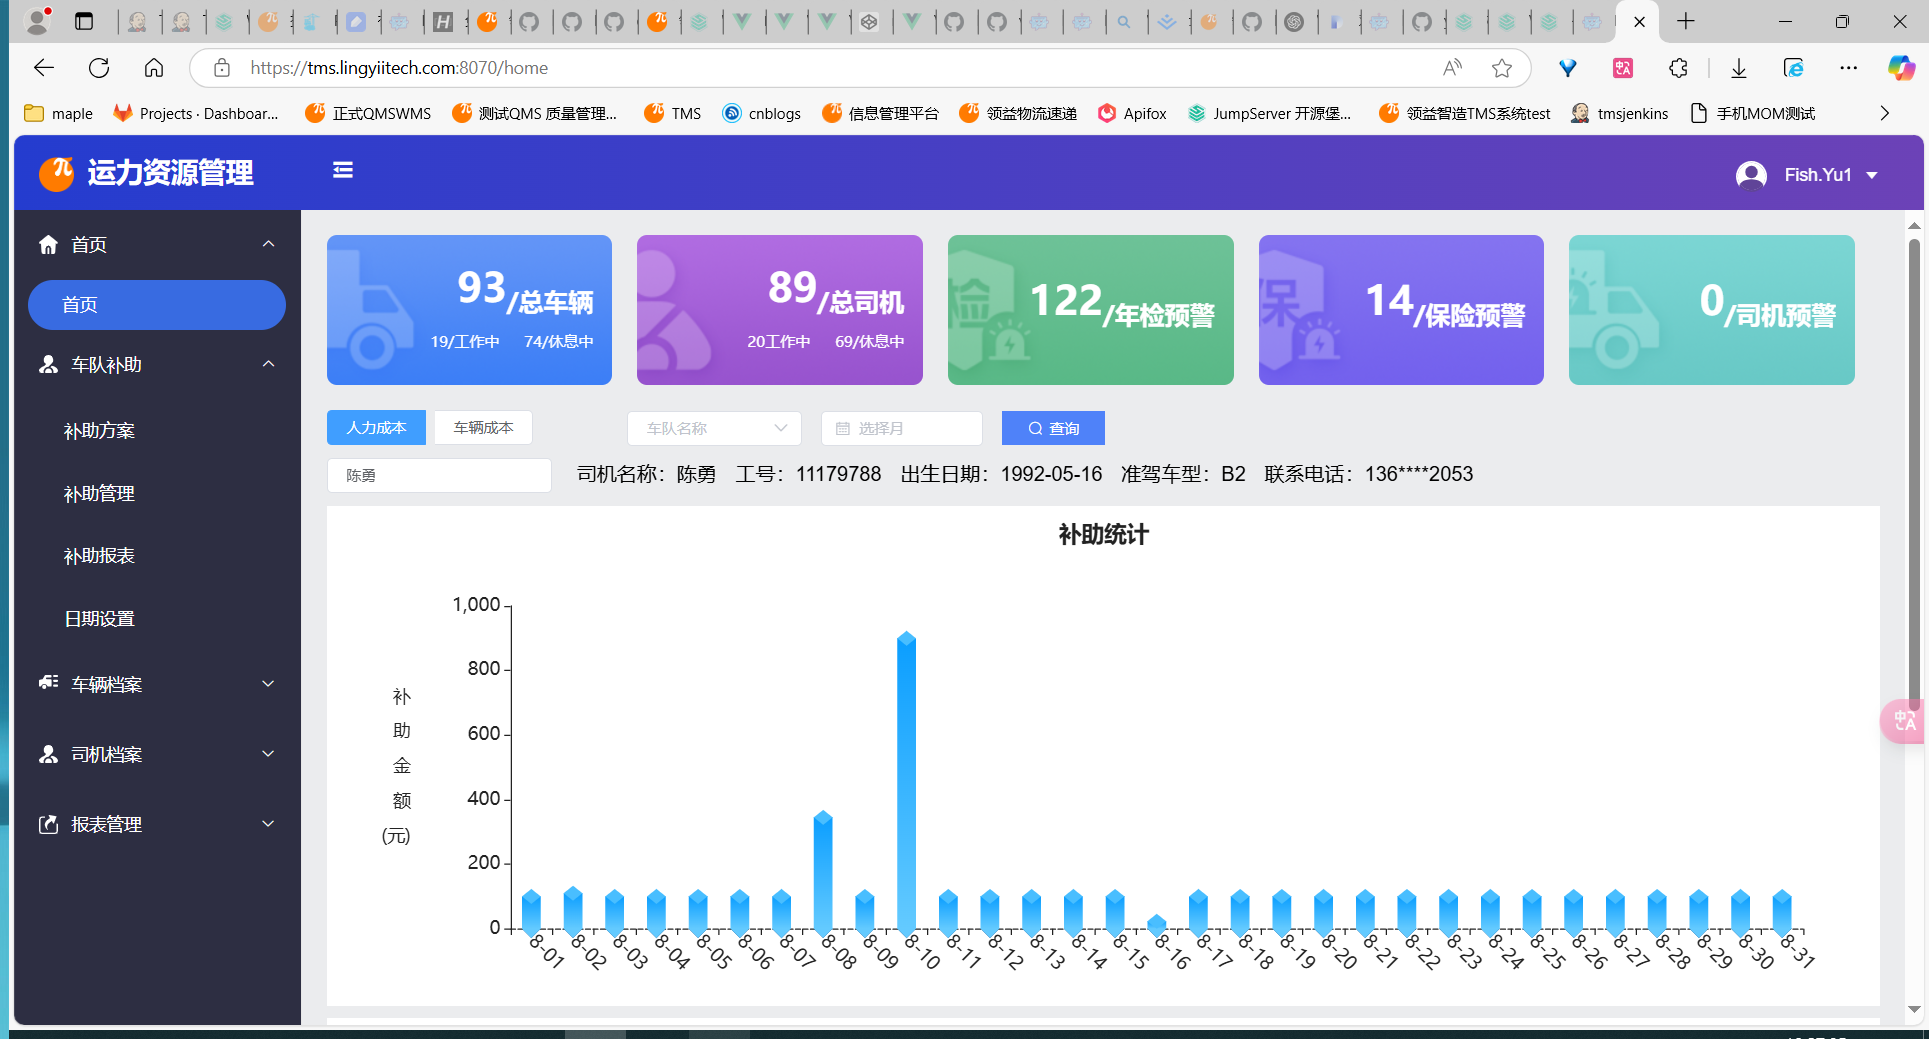 https://tms.lingyiitech.com:8070/home
maple
Projects · Dashboar...
正式QMSWMS
测试QMS 质量管理...
TMS
cnblogs
信息管理平台
领益物流速递
Apifox
JumpServer 开源堡...
领益智造TMS系统test
tmsjenkins
手机MOM测试
运力资源管理
Fish.Yu1
首页
首页
车队补助
补助方案
补助管理
补助报表
日期设置
车辆档案
司机档案
报表管理
93/总车辆
19/工作中 74/休息中
89/总司机
20工作中 69/休息中
122/年检预警
14/保险预警
0/司机预警
人力成本 车辆成本 车队名称 选择月 查询
陈勇 司机名称：陈勇 工号：11179788 出生日期：1992-05-16 准驾车型：B2 联系电话：136****2053
补助统计
补助金额(元)
1,000
800
600
400
200
0
8-01 8-02 8-03 8-04 8-05 8-06 8-07 8-08 8-09 8-10 8-11 8-12 8-13 8-14 8-15 8-16 8-17 8-18 8-19 8-20 8-21 8-22 8-23 8-24 8-25 8-26 8-27 8-28 8-29 8-30 8-31